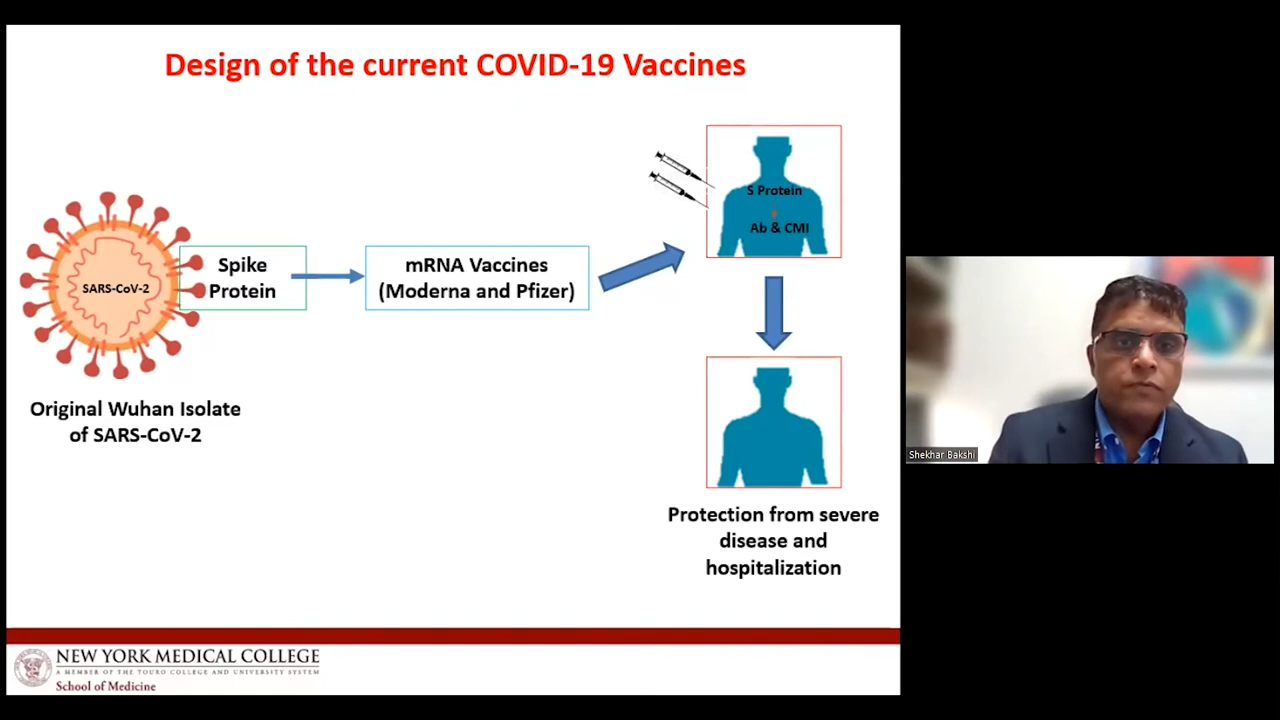 Design of the current COVID-19 Vaccines
SARS-CoV-2
Spike
Protein
mRNA Vaccines
(Moderna and Pfizer)
S Protein
Ab & CMI
Original Wuhan Isolate
of SARS-CoV-2
Protection from severe
disease and
hospitalization
Shekhar Bakshi
NEW YORK MEDICAL COLLEGE
A MEMBER OF THE TOURO COLLEGE AND UNIVERSITY SYSTEM
School of Medicine